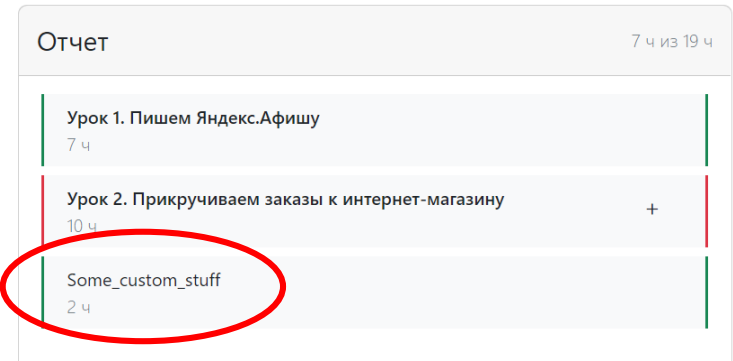 Отчет 7 ч из 19 ч
Урок 1. Пишем Яндекс.Афишу
7 ч
Урок 2. Прикручиваем заказы к интернет-магазину +
10 ч
Some_custom_stuff
2 ч